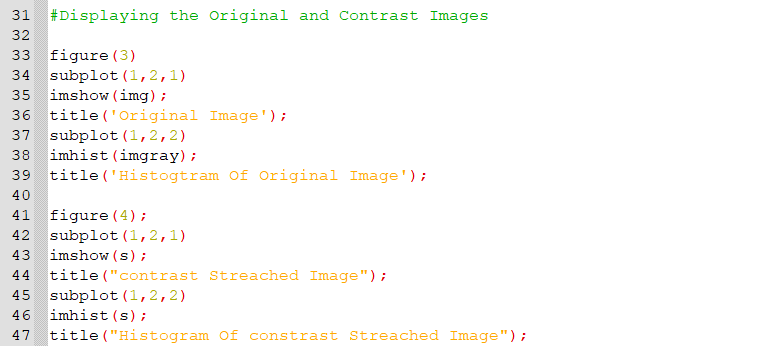 31 #Displaying the Original and Contrast Images
32
33 figure(3)
34 subplot(1,2,1)
35 imshow(img);
36 title('Original Image');
37 subplot(1,2,2)
38 imhist(imgray);
39 title('Histogtram Of Original Image');
40
41 figure(4);
42 subplot(1,2,1)
43 imshow(s);
44 title("contrast Streached Image");
45 subplot(1,2,2)
46 imhist(s);
47 title("Histogram Of constrast Streached Image");